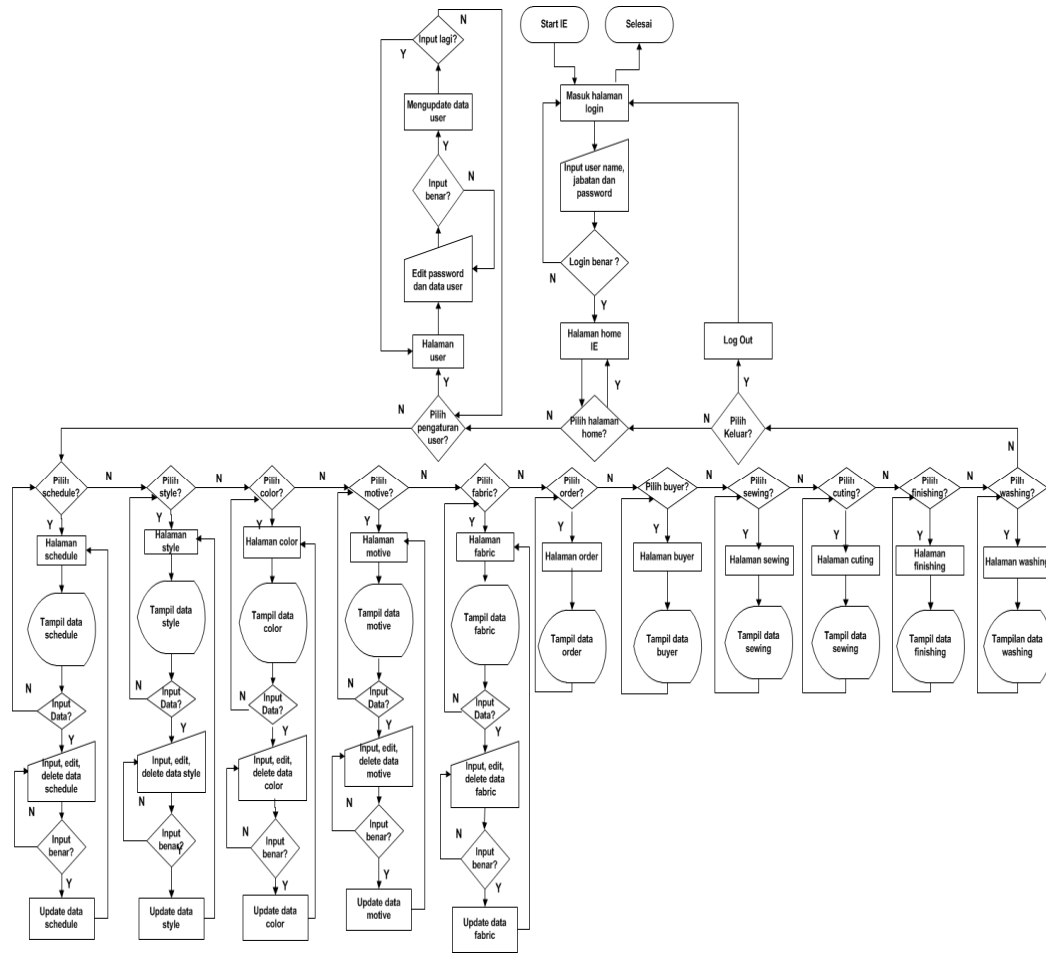 Start IE
Selesai
N
Input lagi?
Y
Masuk halaman
login
Mengupdate data
user
Y
N
Input user name,
jabatan dan
password
Input
benar?
Login benar ?
N
Edit password
dan data user
Y
Halaman
user
Halaman home
IE
Log Out
Y
Y
Y
N
Pilih
pengaturan
user?
N
Pilih halaman
home?
N
Pilih
Keluar?
N
Pilih
schedule?
N
Pilih
style?
N
Pilih
color?
N
Pilih
motive?
N
Pilih
fabric?
N
Pilih
order?
N
Pilih buyer?
N
Pilih
sewing?
N
Pilih
cuting?
N
Pilih
finishing?
N
Pilih
washing?
Y
Y
Y
Y
Y
Y
Y
Y
Y
Y
Y
Halaman
schedule
Halaman
style
Halaman color
Halaman
motive
Halaman
fabric
Halaman order
Halaman buyer
Halaman sewing
Halaman cuting
Halaman
finishing
Halaman washing
Tampil data
schedule
Tampil data
style
Tampil data
color
Tampil data
motive
Tampil data
fabric
Tampil data
order
Tampil data
buyer
Tampil data
sewing
Tampil data
sewing
Tampil data
finishing
Tampilan data
washing
N
Input
Data?
N
Input
Data?
N
Input
Data?
N
Input
Data?
N
Input
Data?
Y
Y
Y
Y
Y
Input, edit,
delete data
schedule
Input, edit,
delete data style
Input, edit,
delete data
color
Input, edit,
delete data
motive
Input, edit,
delete data
fabric
N
Input
benar?
N
Input
benar?
N
Input
benar?
N
Input
benar?
N
Input
benar?
Y
Y
Y
Y
Y
Update data
schedule
Update data
style
Update data
color
Update data
motive
Update data
fabric